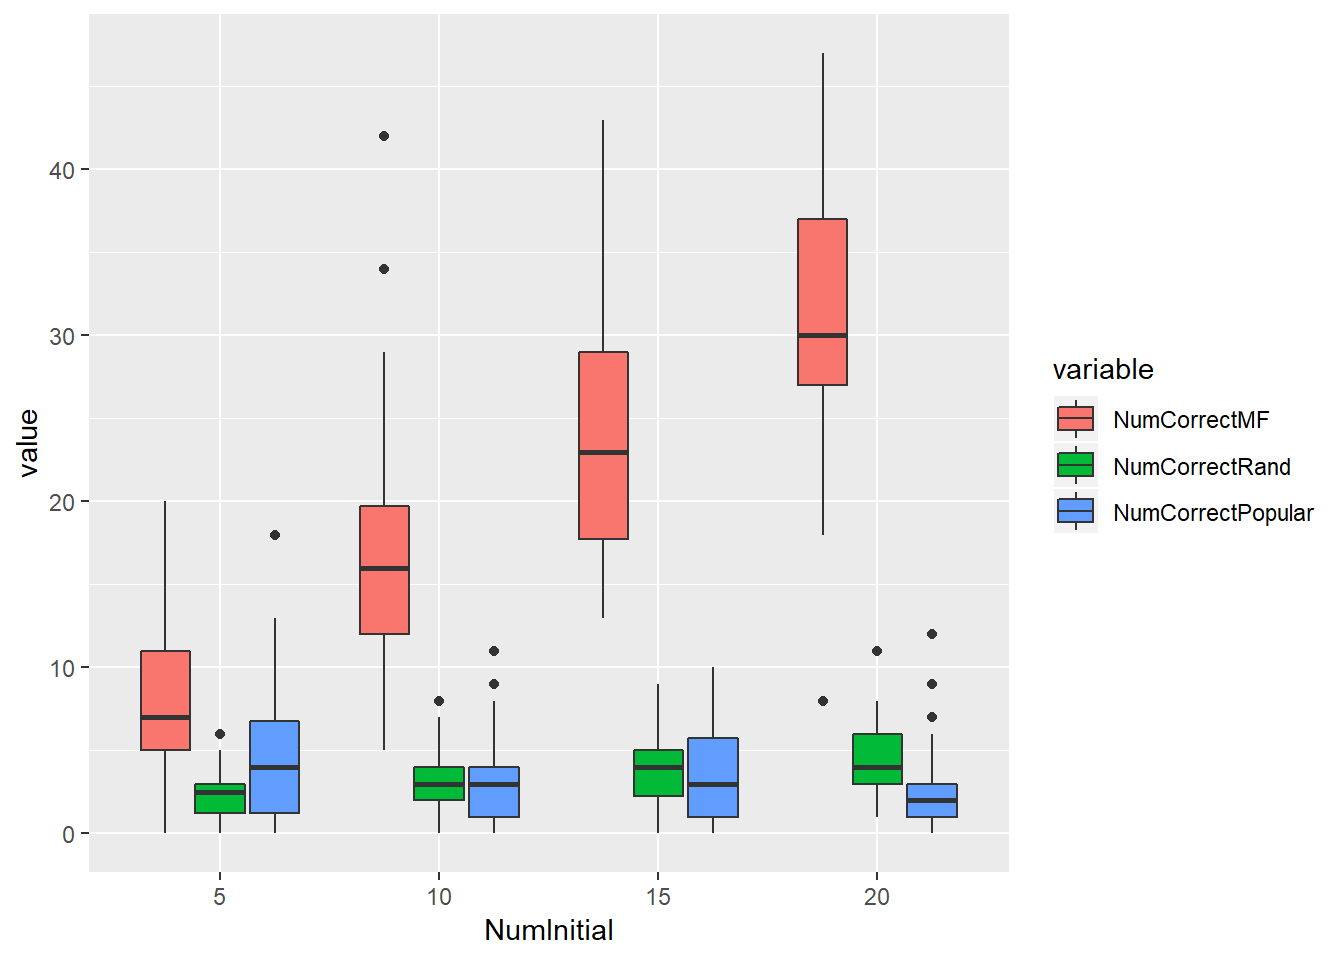 value
40
30
20
10
0
5 10 15 20
NumInitial
variable
NumCorrectMF
NumCorrectRand
NumCorrectPopular